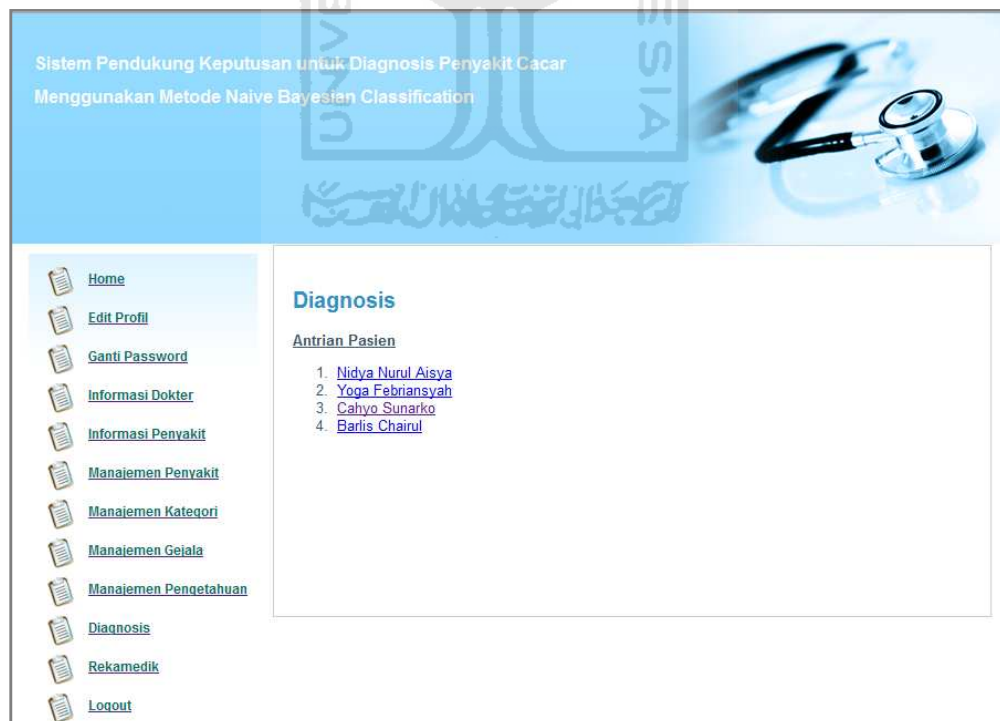 Sistem Pendukung Keputusan untuk Diagnosis Penyakit Cacar
Menggunakan Metode Naive Bayesian Classification
Home
Edit Profil
Ganti Password
Informasi Dokter
Informasi Penyakit
Manajemen Penyakit
Manajemen Kategori
Manajemen Gejala
Manajemen Pengetahuan
Diagnosis
Rekamedik
Logout
Diagnosis
Antrian Pasien
1. Nidya Nurul Aisya
2. Yoga Febriansyah
3. Cahyo Sunarko
4. Barlis Chairul